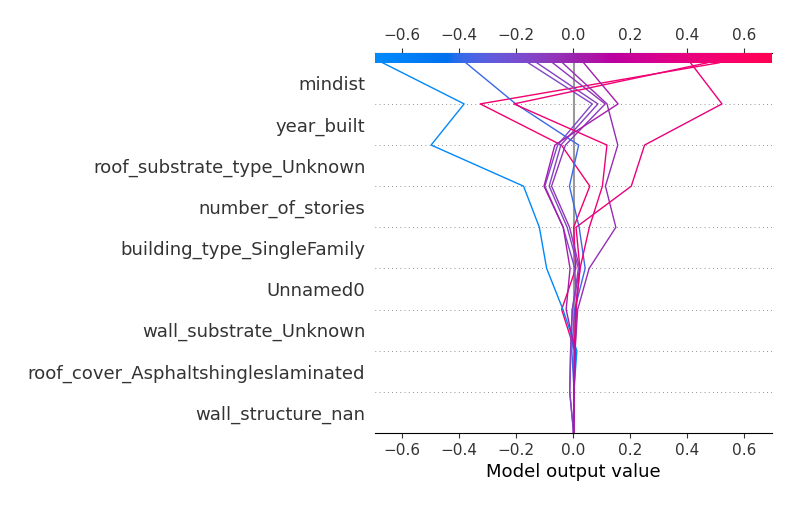 −0.6 −0.4 −0.2 0.0 0.2 0.4 0.6
mindist
year_built
roof_substrate_type_Unknown
number_of_stories
building_type_SingleFamily
Unnamed0
wall_substrate_Unknown
roof_cover_Asphaltshingleslaminated
wall_structure_nan
−0.6 −0.4 −0.2 0.0 0.2 0.4 0.6
Model output value